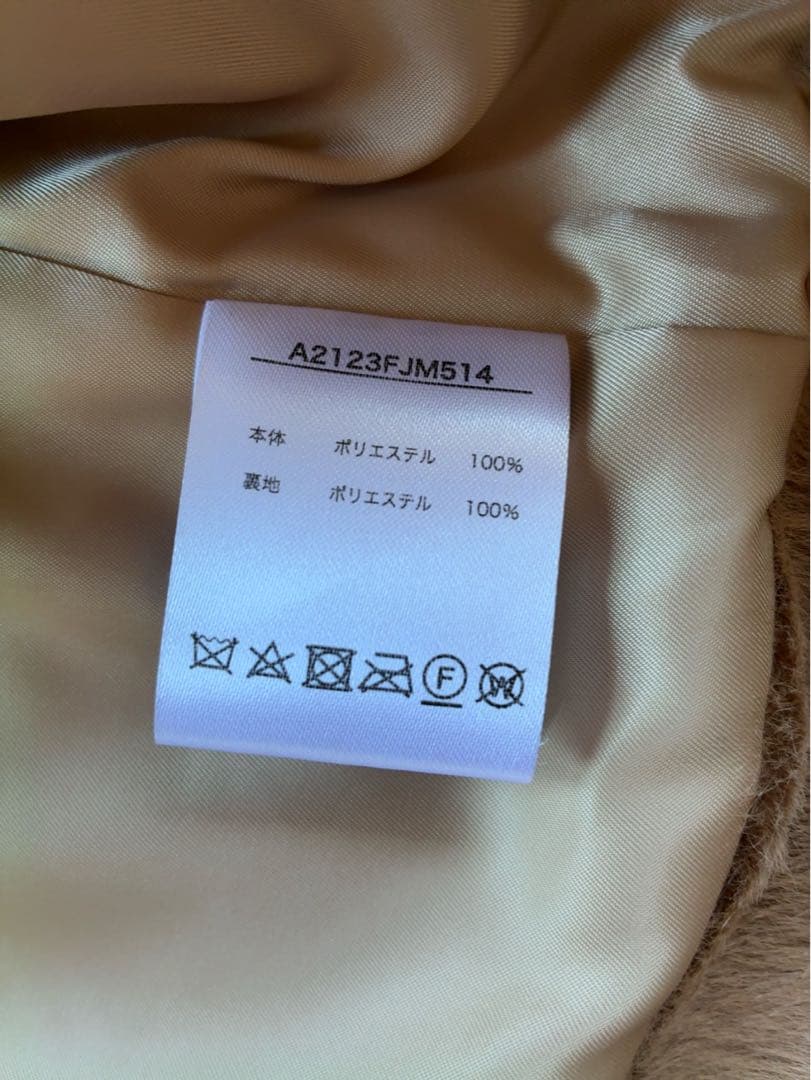 A2123FJM514
本体 ポリエステル 100%
裏地 ポリエステル 100%
F W